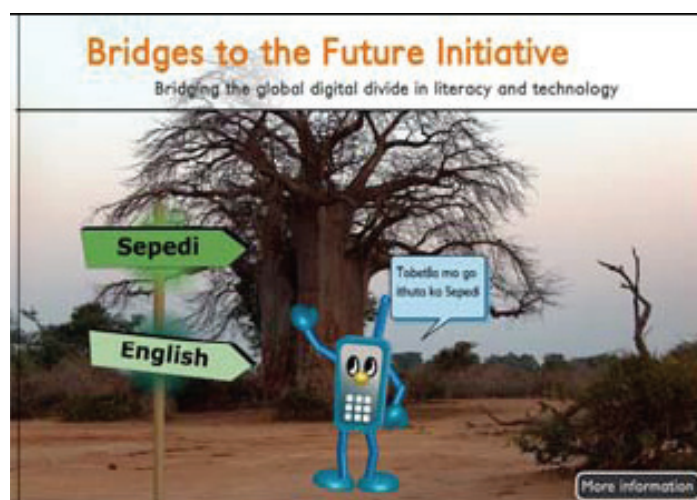 Bridges to the Future Initiative
Bridging the global digital divide in literacy and technology
Sepedi
English
Tobetša mo go
ithuta ka Sepedi
More information